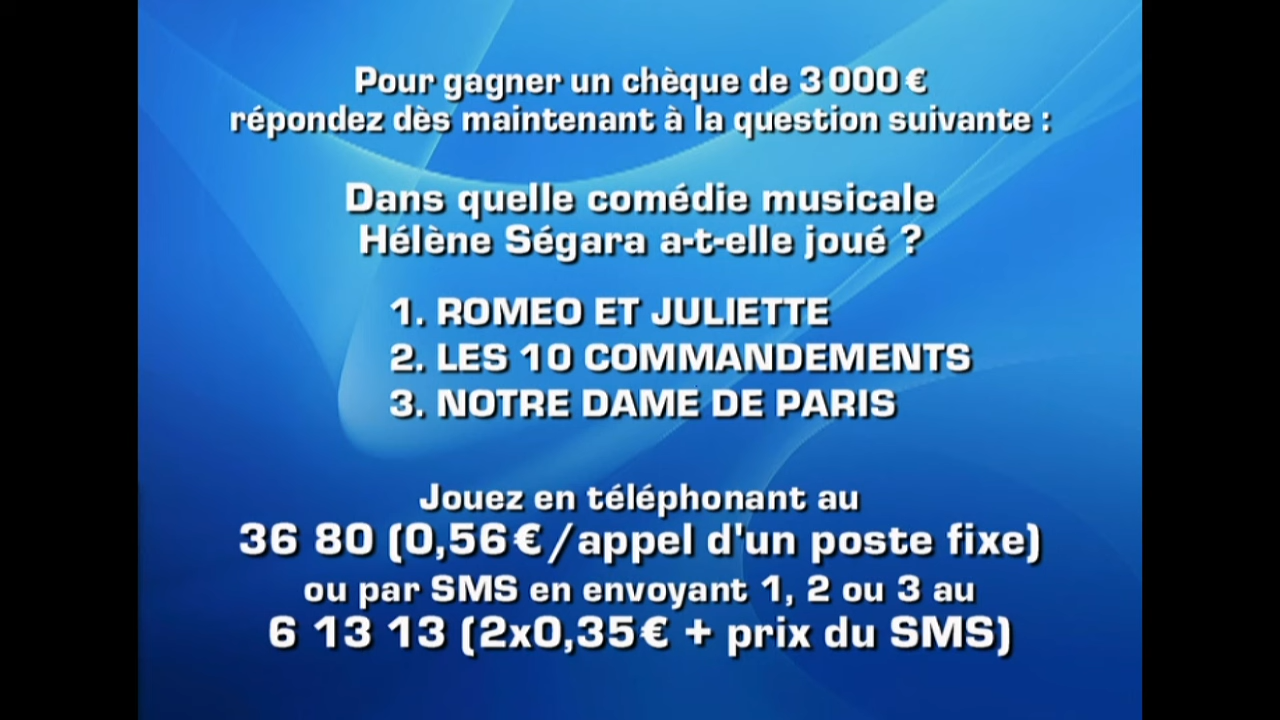 Pour gagner un chèque de 3 000 €
répondez dès maintenant à la question suivante :
Dans quelle comédie musicale
Hélène Ségara a-t-elle joué ?
1. ROMEO ET JULIETTE
2. LES 10 COMMANDEMENTS
3. NOTRE DAME DE PARIS
Jouez en téléphonant au
36 80 (0,56€/appel d'un poste fixe)
ou par SMS en envoyant 1, 2 ou 3 au
6 13 13 (2x0,35€ + prix du SMS)